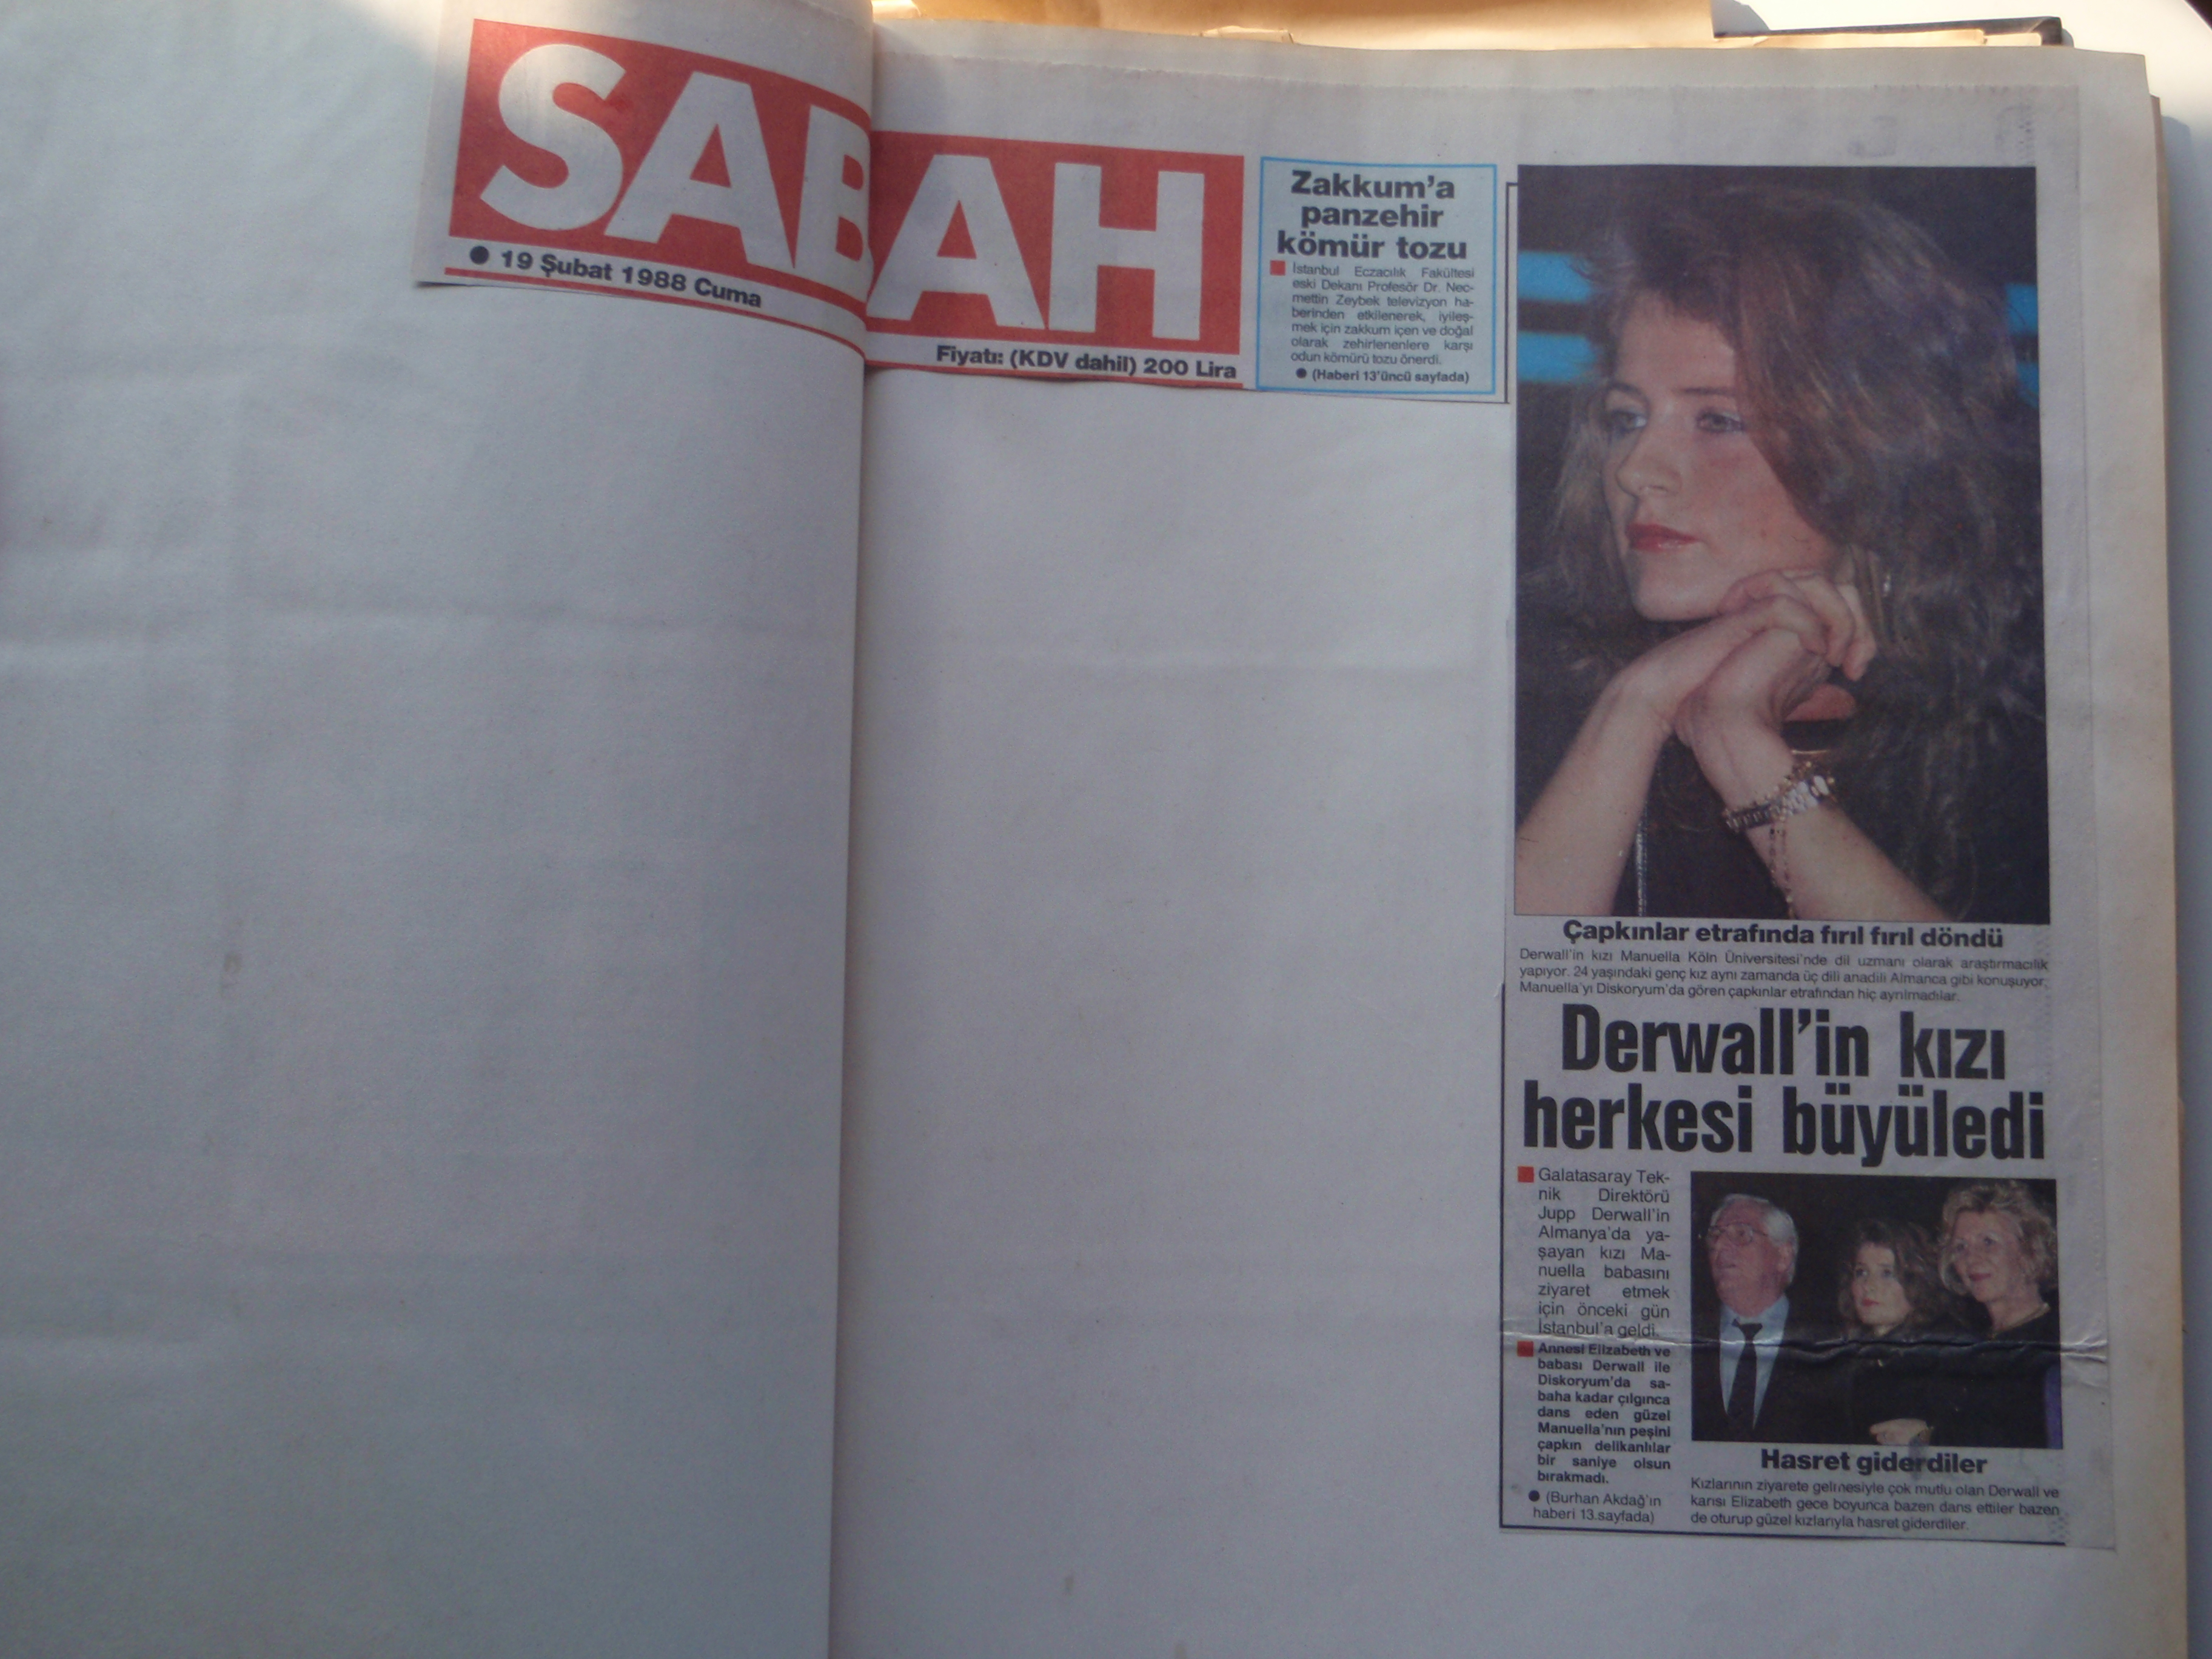 SABAH
● 19 Şubat 1988 Cuma
Fiyatı: (KDV dahil) 200 Lira
Zakkum'a
panzehir
kömür tozu
İstanbul Eczacılık Fakültesi
eski Dekanı Profesör Dr. Nec-
mettin Zeybek televizyon ha-
berinden etkilenerek, iyileş-
mek için zakkum içen ve doğal
olarak zehirlenenlere karşı
odun kömürü tozu önerdi.
● (Haberi 13'üncü sayfada)
Çapkınlar etrafında fırıl fırıl döndü
Derwall'in kızı Manuella Köln Üniversitesi'nde dil uzmanı olarak araştırmacılık
yapıyor. 24 yaşındaki genç kız aynı zamanda üç dili anadili Almanca gibi konuşuyor.
Manuella'yı Diskoryum'da gören çapkınlar etrafından hiç ayrılmadılar.
Derwall'in kızı
herkesi büyüledi
Galatasaray Tek-
nik Direktörü
Jupp Derwall'in
Almanya'da ya-
şayan kızı Ma-
nuella babasını
ziyaret etmek
için önceki gün
İstanbul'a geldi.
Annesi Elizabeth ve
babası Derwall ile
Diskoryum'da sa-
baha kadar çılgınca
dans eden güzel
Manuella'nın peşini
çapkın delikanlılar
bir saniye olsun
bırakmadı.
● (Burhan Akdağ'ın
haberi 13.sayfada)
Hasret giderdiler
Kızlarının ziyarete gelmesiyle çok mutlu olan Derwall ve
karısı Elizabeth gece boyunca bazen dans ettiler bazen
de oturup güzel kızlarıyla hasret giderdiler.